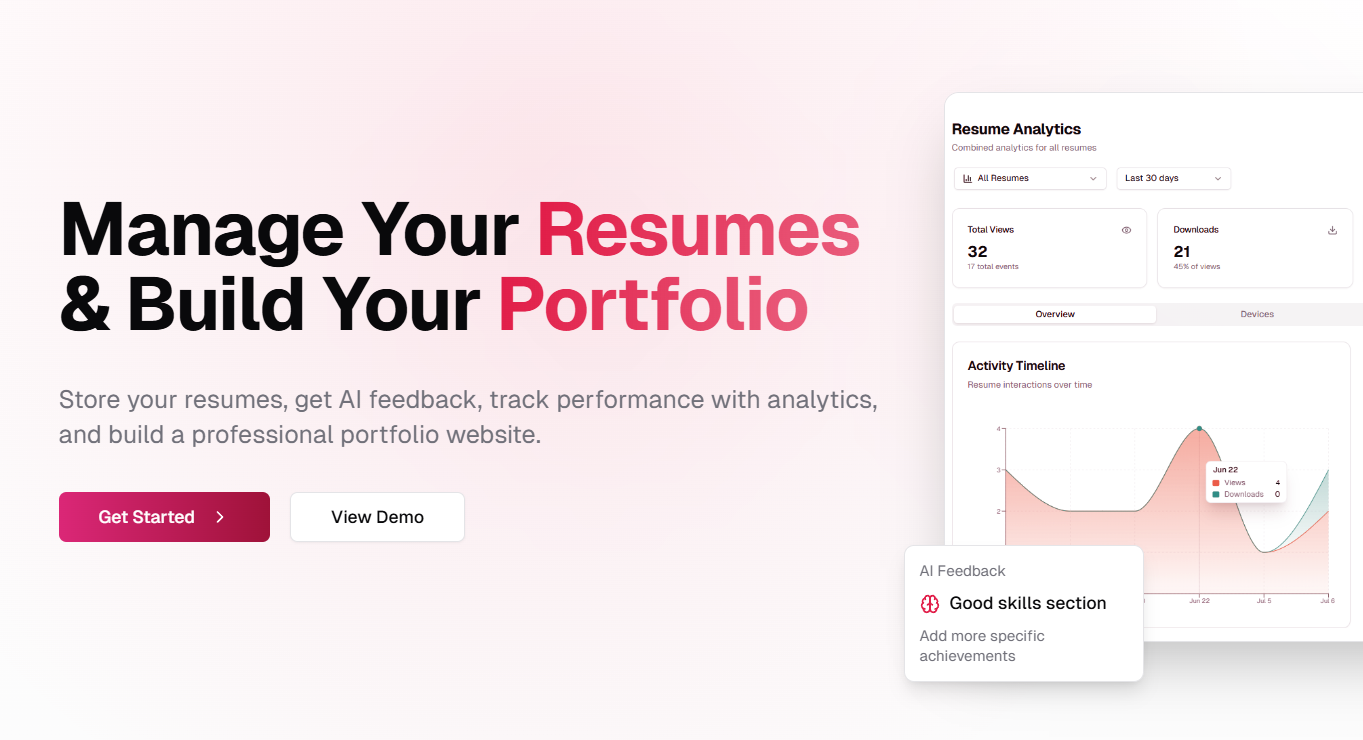 Manage Your Resumes
& Build Your Portfolio
Store your resumes, get AI feedback, track performance with analytics,
and build a professional portfolio website.
Get Started
View Demo
Resume Analytics
Combined analytics for all resumes
All Resumes
Last 30 days
Total Views
32
17 total events
Downloads
21
45% of views
Overview
Devices
Activity Timeline
Resume interactions over time
4
3
2
Jun 22
Views 4
Downloads 0
Jun 22
Jul 5
Jul 6
AI Feedback
Good skills section
Add more specific
achievements